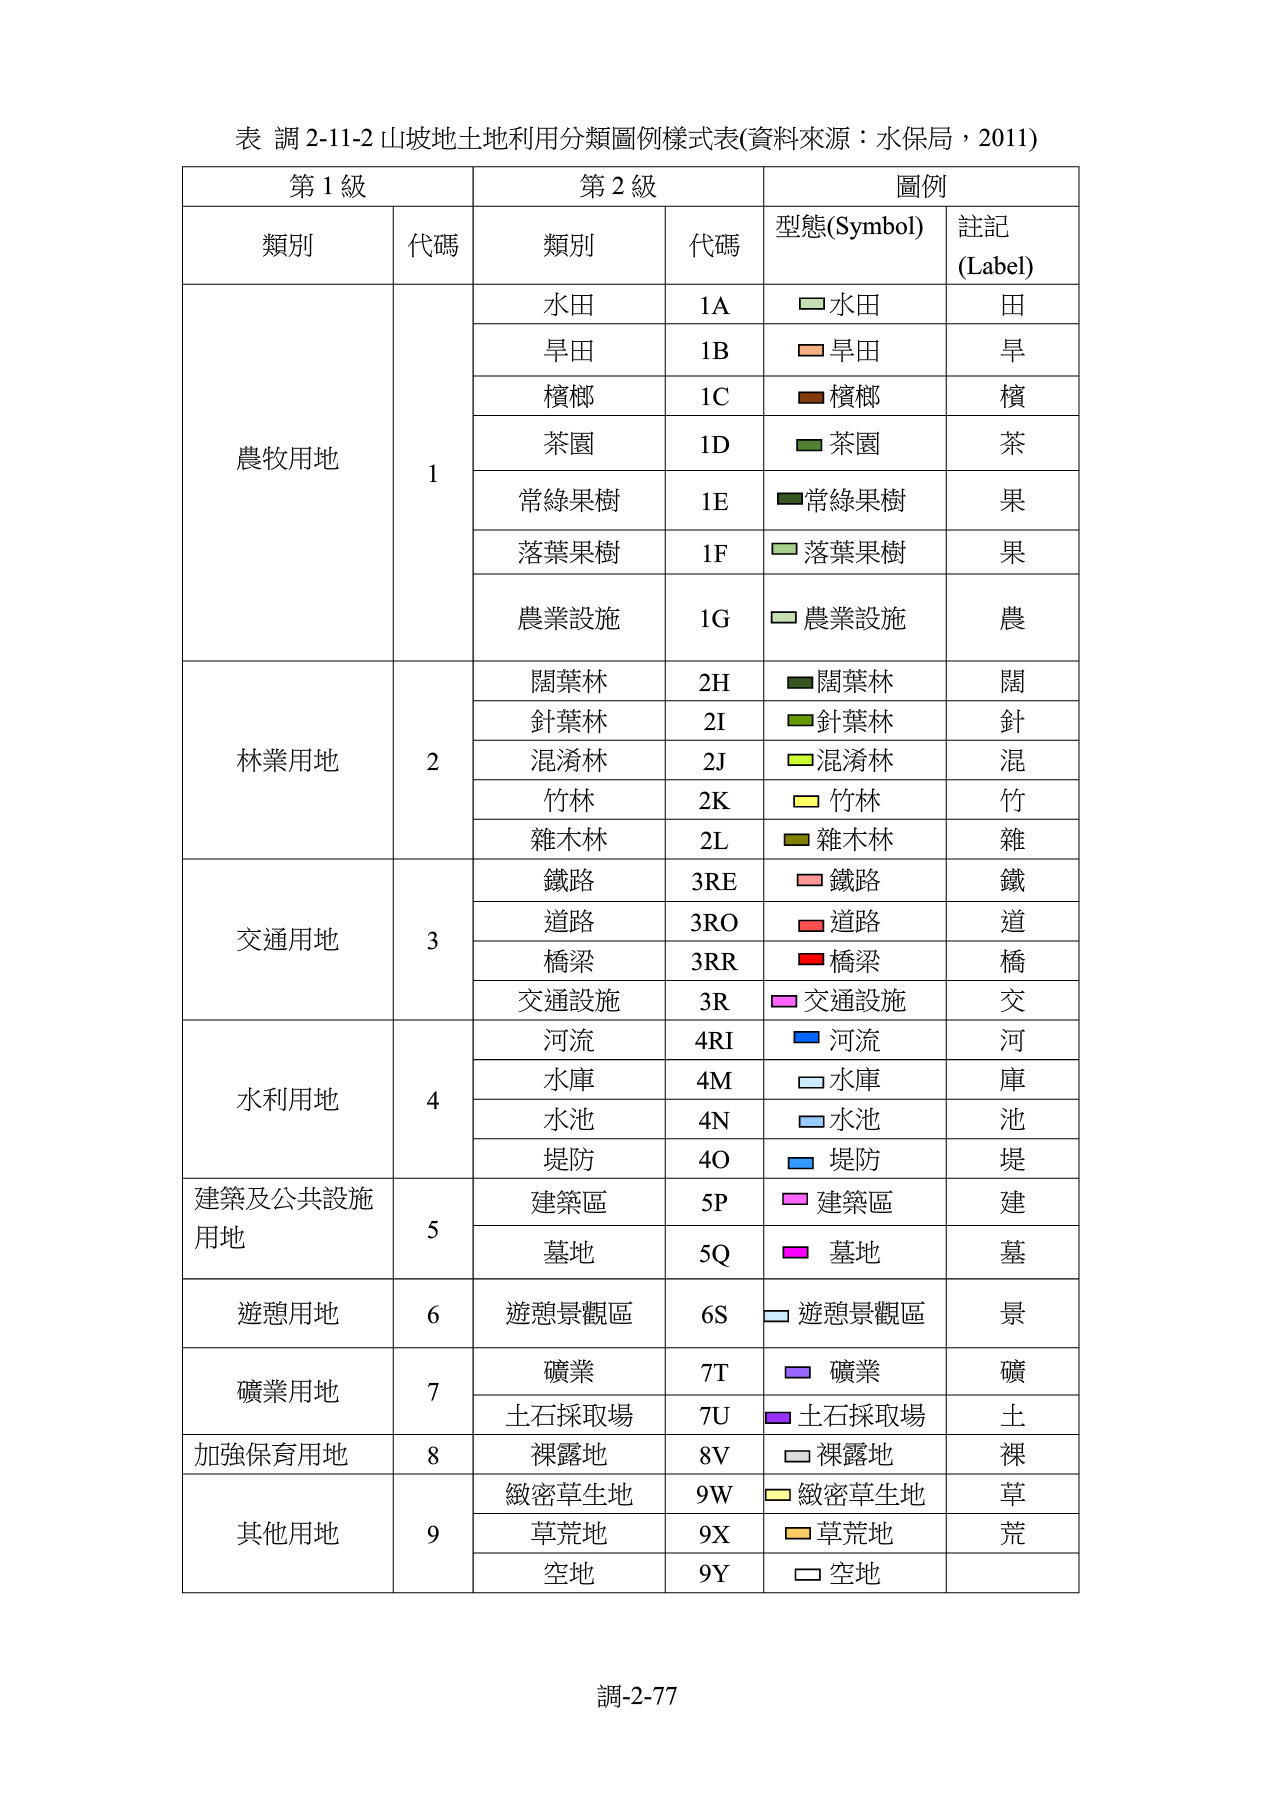 表 調 2-11-2 山坡地土地利用分類圖例樣式表(資料來源：水保局，2011)
第 1 級 第 2 級 圖例
類別 代碼 類別 代碼 型態(Symbol) 註記
(Label)
農牧用地 1
水田 1A 水田 田
旱田 1B 旱田 旱
檳榔 1C 檳榔 檳
茶園 1D 茶園 茶
常綠果樹 1E 常綠果樹 果
落葉果樹 1F 落葉果樹 果
農業設施 1G 農業設施 農
林業用地 2
闊葉林 2H 闊葉林 闊
針葉林 2I 針葉林 針
混淆林 2J 混淆林 混
竹林 2K 竹林 竹
雜木林 2L 雜木林 雜
交通用地 3
鐵路 3RE 鐵路 鐵
道路 3RO 道路 道
橋梁 3RR 橋梁 橋
交通設施 3R 交通設施 交
水利用地 4
河流 4RI 河流 河
水庫 4M 水庫 庫
水池 4N 水池 池
堤防 4O 堤防 堤
建築及公共設施
用地 5
建築區 5P 建築區 建
墓地 5Q 墓地 墓
遊憩用地 6 遊憩景觀區 6S 遊憩景觀區 景
礦業用地 7
礦業 7T 礦業 礦
土石採取場 7U 土石採取場 土
加強保育用地 8 裸露地 8V 裸露地 裸
其他用地 9
緻密草生地 9W 緻密草生地 草
草荒地 9X 草荒地 荒
空地 9Y 空地
調-2-77